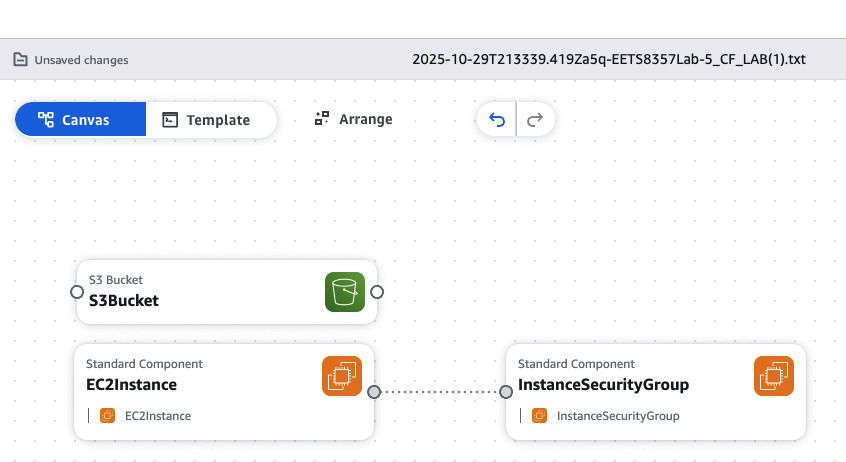 Unsaved changes
2025-10-29T213339.419Za5q-EETS8357Lab-5_CF_LAB(1).txt
Canvas
Template
Arrange
S3 Bucket
S3Bucket
Standard Component
EC2Instance
EC2Instance
Standard Component
InstanceSecurityGroup
InstanceSecurityGroup